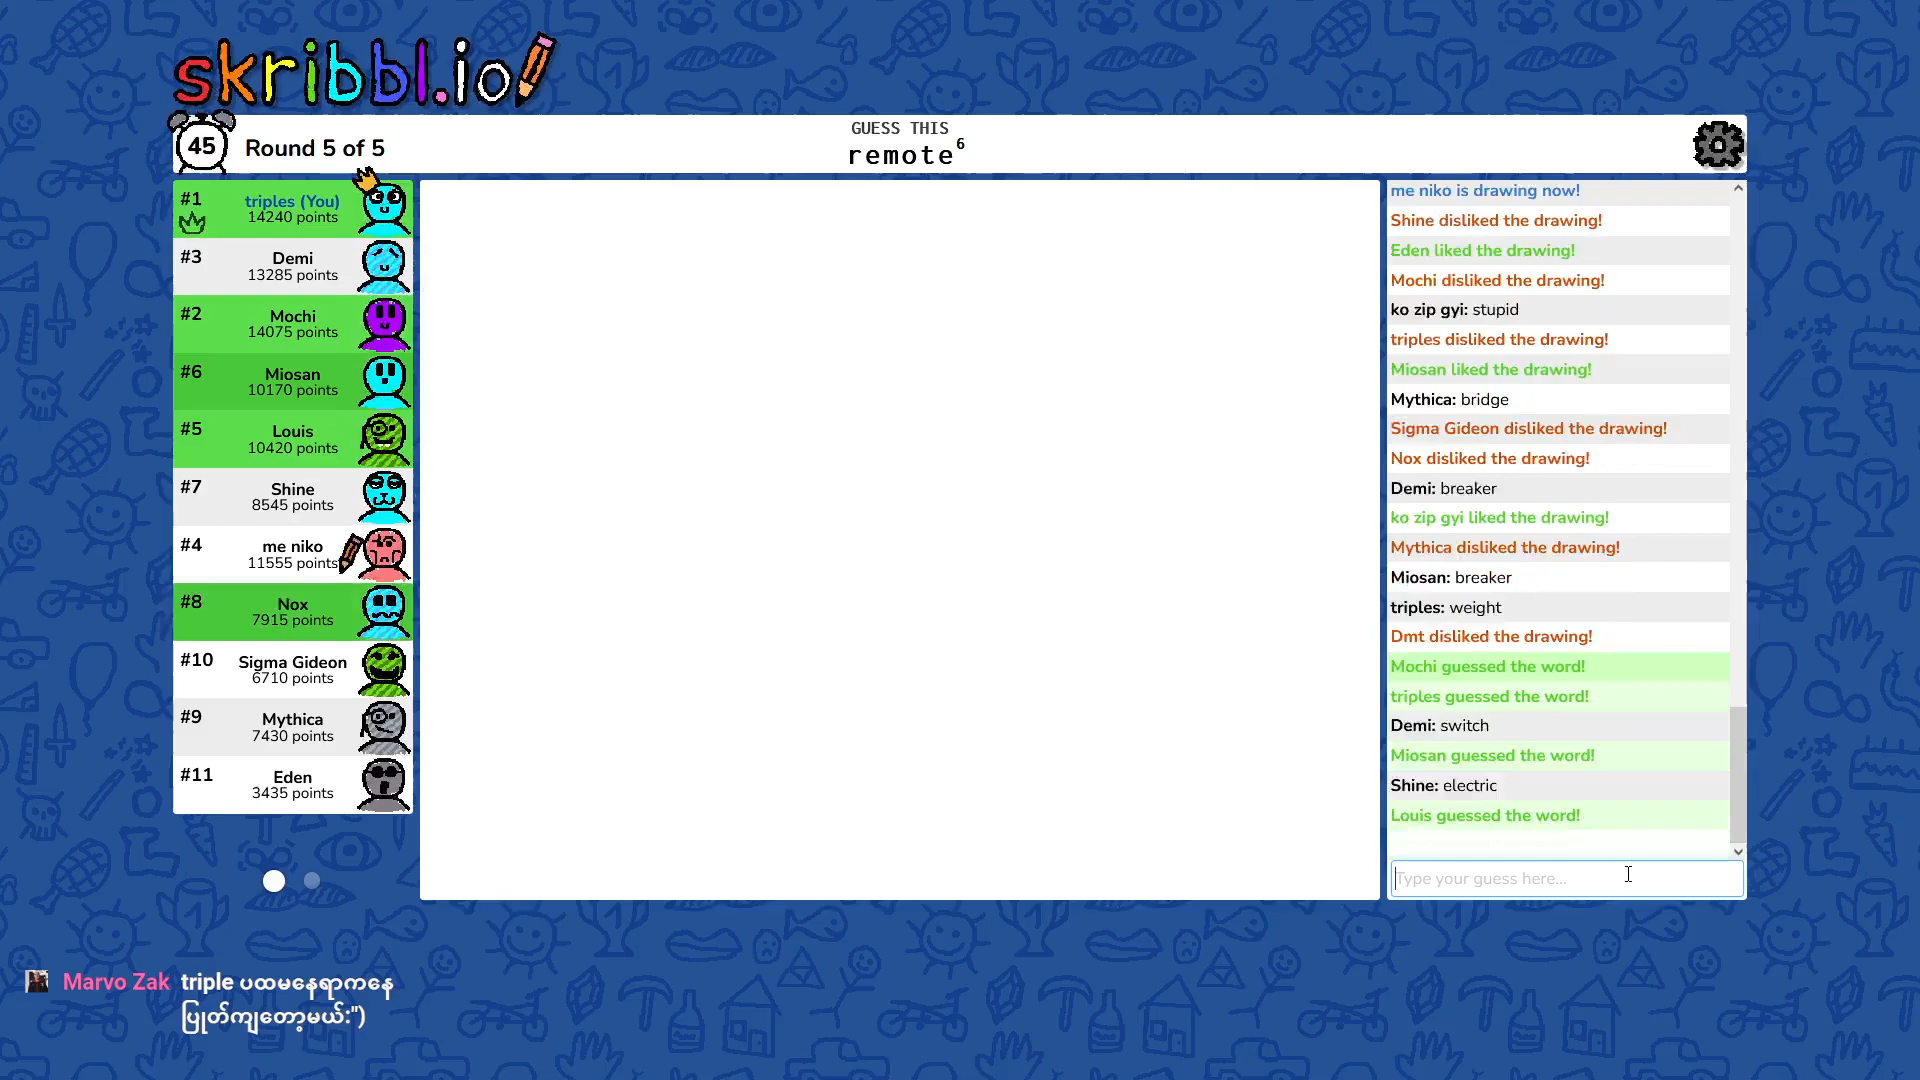 skribbl.io
45
Round 5 of 5
GUESS THIS
remote 6
#1
triples (You)
14240 points
#3
Demi
13285 points
#2
Mochi
14075 points
#6
Miosan
10170 points
#5
Louis
10420 points
#7
Shine
8545 points
#4
me niko
11555 points
#8
Nox
7915 points
#10
Sigma Gideon
6710 points
#9
Mythica
7430 points
#11
Eden
3435 points
me niko is drawing now!
Shine disliked the drawing!
Eden liked the drawing!
Mochi disliked the drawing!
ko zip gyi: stupid
triples disliked the drawing!
Miosan liked the drawing!
Mythica: bridge
Sigma Gideon disliked the drawing!
Nox disliked the drawing!
Demi: breaker
ko zip gyi liked the drawing!
Mythica disliked the drawing!
Miosan: breaker
triples: weight
Dmt disliked the drawing!
Mochi guessed the word!
triples guessed the word!
Demi: switch
Miosan guessed the word!
Shine: electric
Louis guessed the word!
Type your guess here...
Marvo Zak triple ပထမနေရာကနေ
ပြုတ်ကျတော့မယ်:")